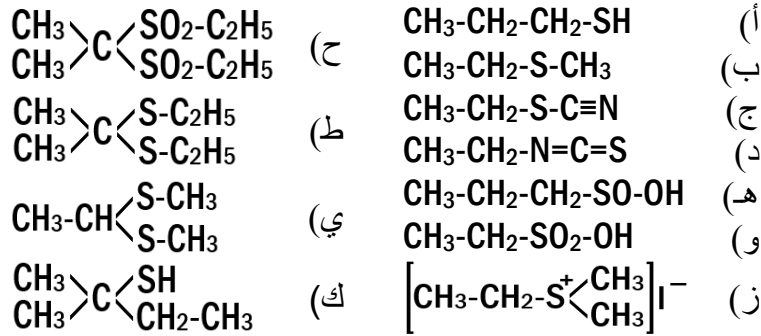 أ) CH3-CH2-CH2-SH
ب) CH3-CH2-S-CH3
ج) CH3-CH2-S-C≡N
د) CH3-CH2-N=C=S
هـ) CH3-CH2-CH2-SO-OH
و) CH3-CH2-SO2-OH
ز) [CH3-CH2-S+ CH3 CH3] I−
ح) CH3 CH3 C SO2-C2H5 SO2-C2H5
ط) CH3 CH3 C S-C2H5 S-C2H5
ي) CH3-CH S-CH3 S-CH3
ك) CH3 CH3 C SH CH2-CH3